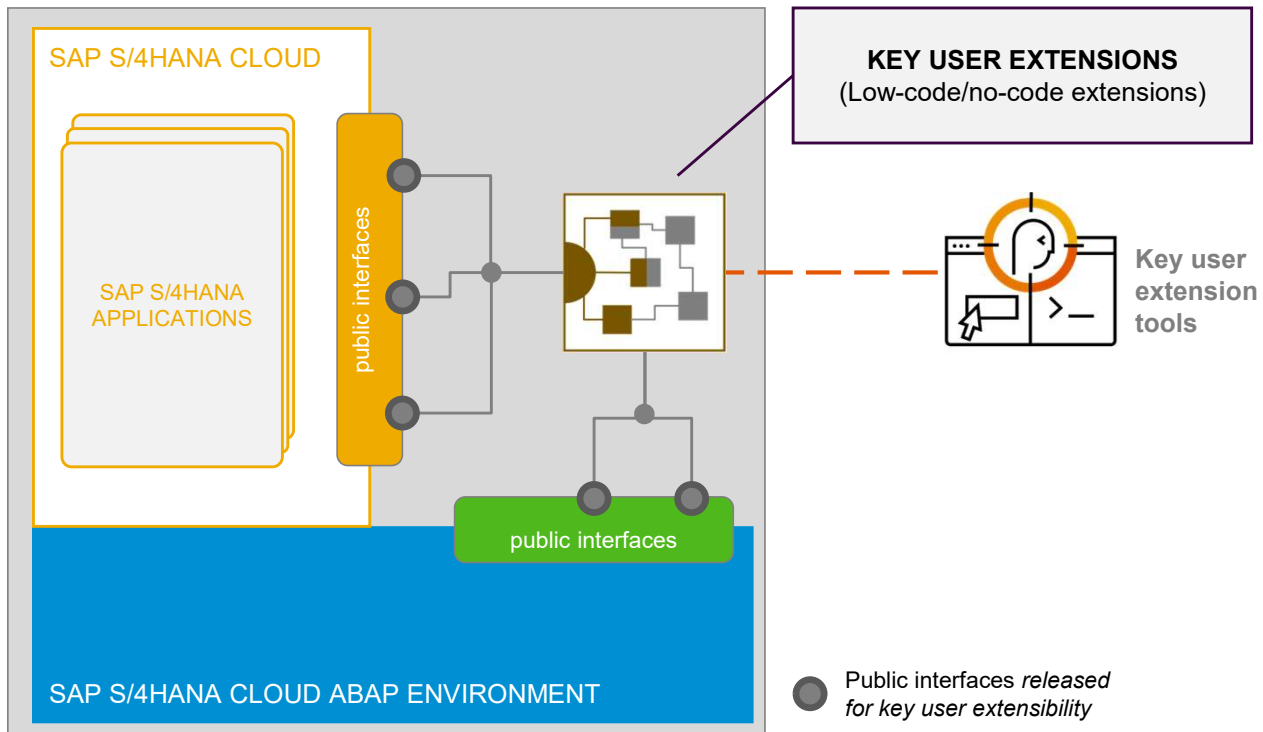 SAP S/4HANA CLOUD
KEY USER EXTENSIONS
(Low-code/no-code extensions)
public interfaces
SAP S/4HANA
APPLICATIONS
Key user
extension
tools
public interfaces
SAP S/4HANA CLOUD ABAP ENVIRONMENT
Public interfaces released
for key user extensibility